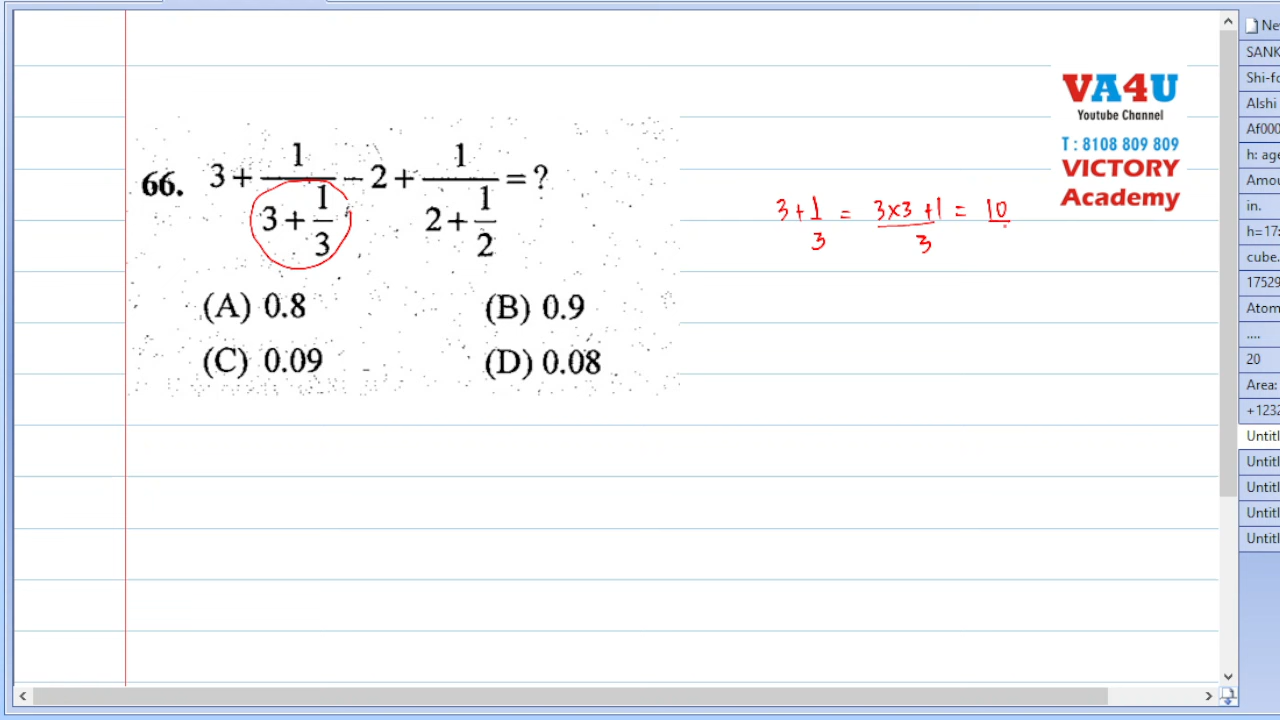 VA4U
Youtube Channel
T : 8108 809 809
VICTORY
Academy
66. 3 + 1/(3 + 1/3) − 2 + 1/(2 + 1/2) = ?
(A) 0.8 (B) 0.9
(C) 0.09 (D) 0.08
3 + 1/3 = 3×3 +1/3 = 10
SANK
Shi-fo
Alshi
Af000
h: age
Amou
in.
h=17:
cube.
17529
Atom
....
20
Area:
+1232
Untitl
Untitl
Untitl
Untitl
Untitl